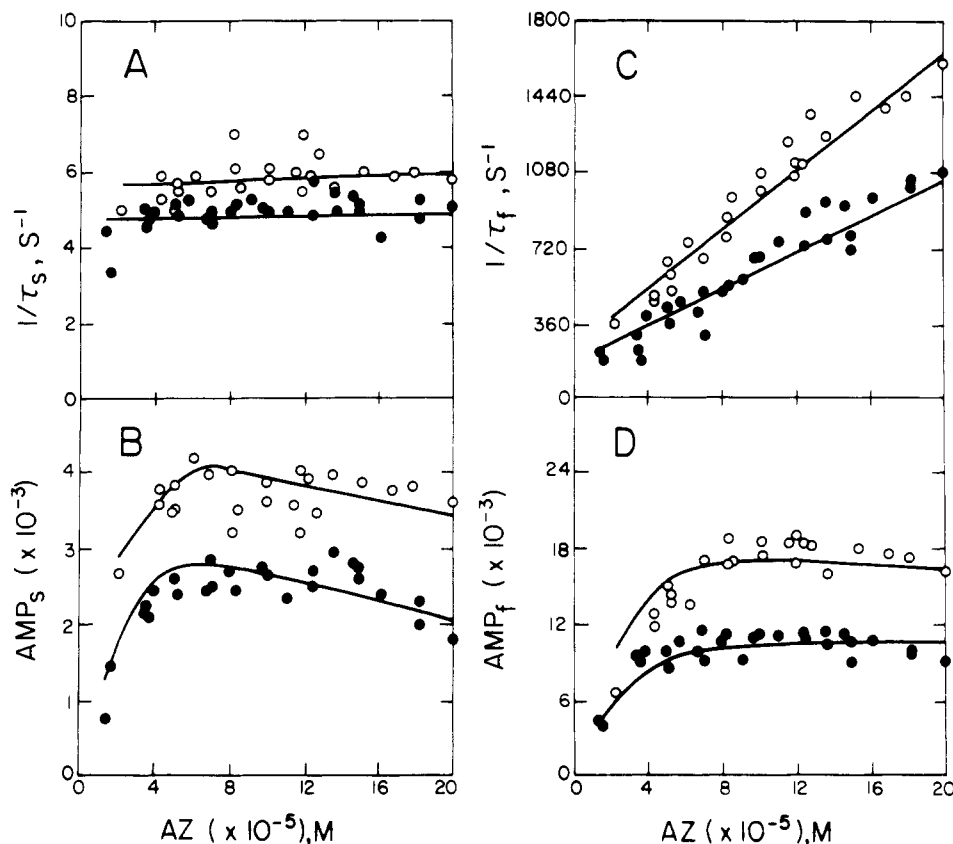 A
1/τs, S⁻¹
10
8
6
4
2
0
C
1/τf, S⁻¹
1800
1440
1080
720
360
0
B
AMPs (x 10⁻³)
4
3
2
1
0
0 4 8 12 16 20
AZ (x 10⁻⁵), M
D
AMPf (x 10⁻³)
24
18
12
6
0
0 4 8 12 16 20
AZ (x 10⁻⁵), M